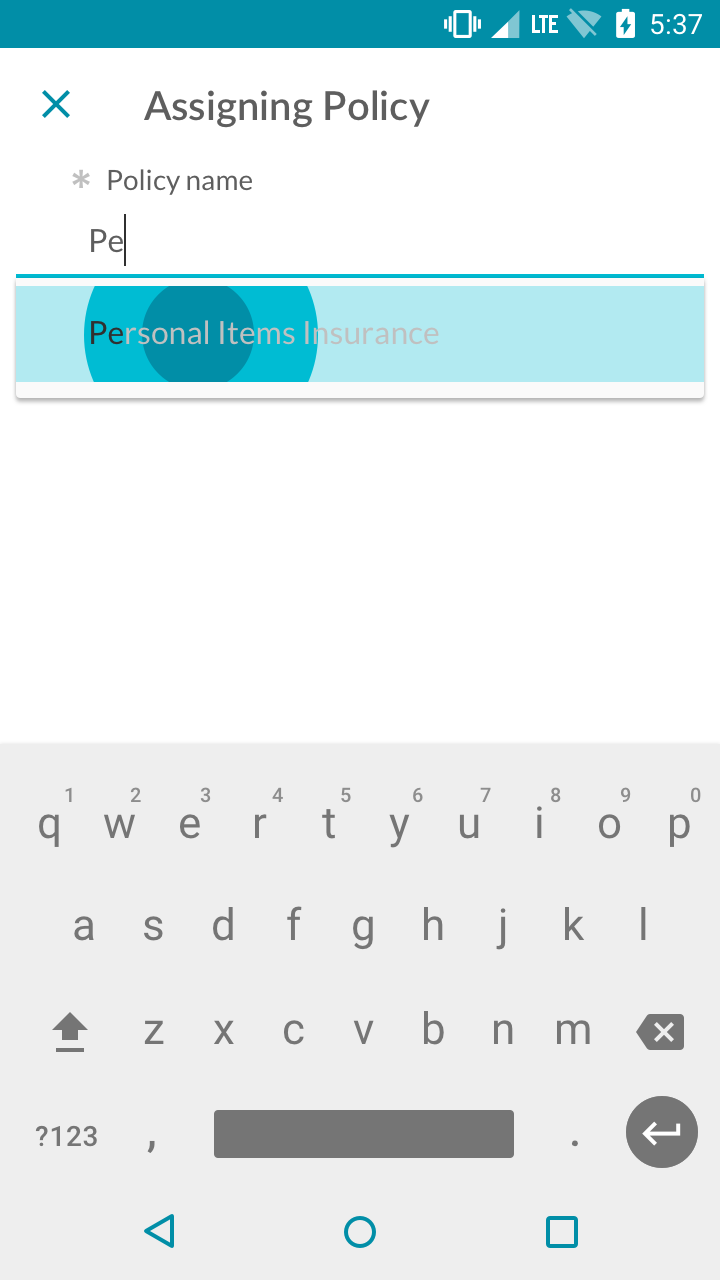 LTE 5:37
Assigning Policy
* Policy name
Pe
Personal Items Insurance
1 2 3 4 5 6 7 8 9 0
q w e r t y u i o p
a s d f g h j k l
z x c v b n m
?123 , .